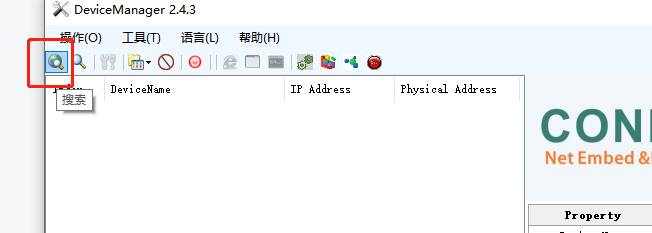 DeviceManager 2.4.3
操作(O) 工具(T) 语言(L) 帮助(H)
DeviceName IP Address Physical Address
搜索
Net Embed &
Property